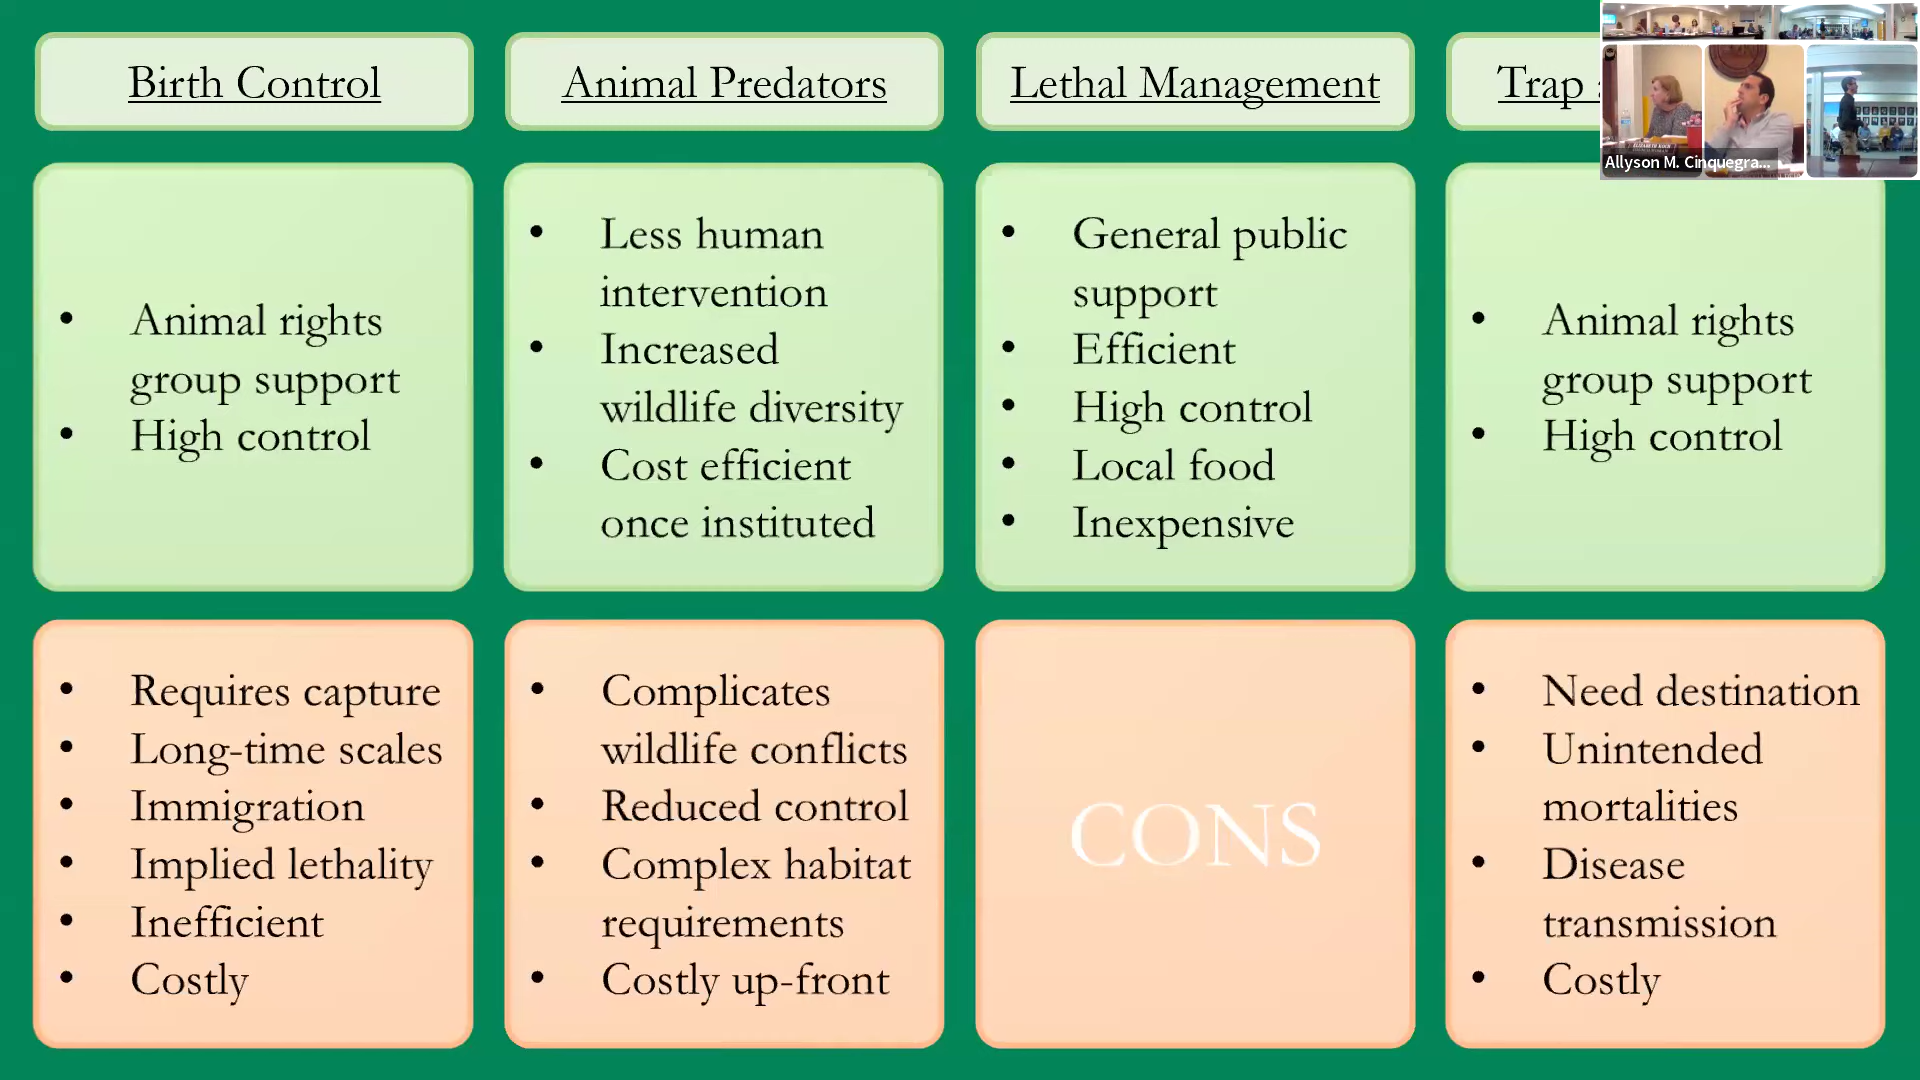 Birth Control
Animal Predators
Lethal Management
Trap
Animal rights
group support
High control
Less human
intervention
Increased
wildlife diversity
Cost efficient
once instituted
General public
support
Efficient
High control
Local food
Inexpensive
Animal rights
group support
High control
Requires capture
Long-time scales
Immigration
Implied lethality
Inefficient
Costly
Complicates
wildlife conflicts
Reduced control
Complex habitat
requirements
Costly up-front
CONS
Need destination
Unintended
mortalities
Disease
transmission
Costly
Allyson M. Cinquegra...